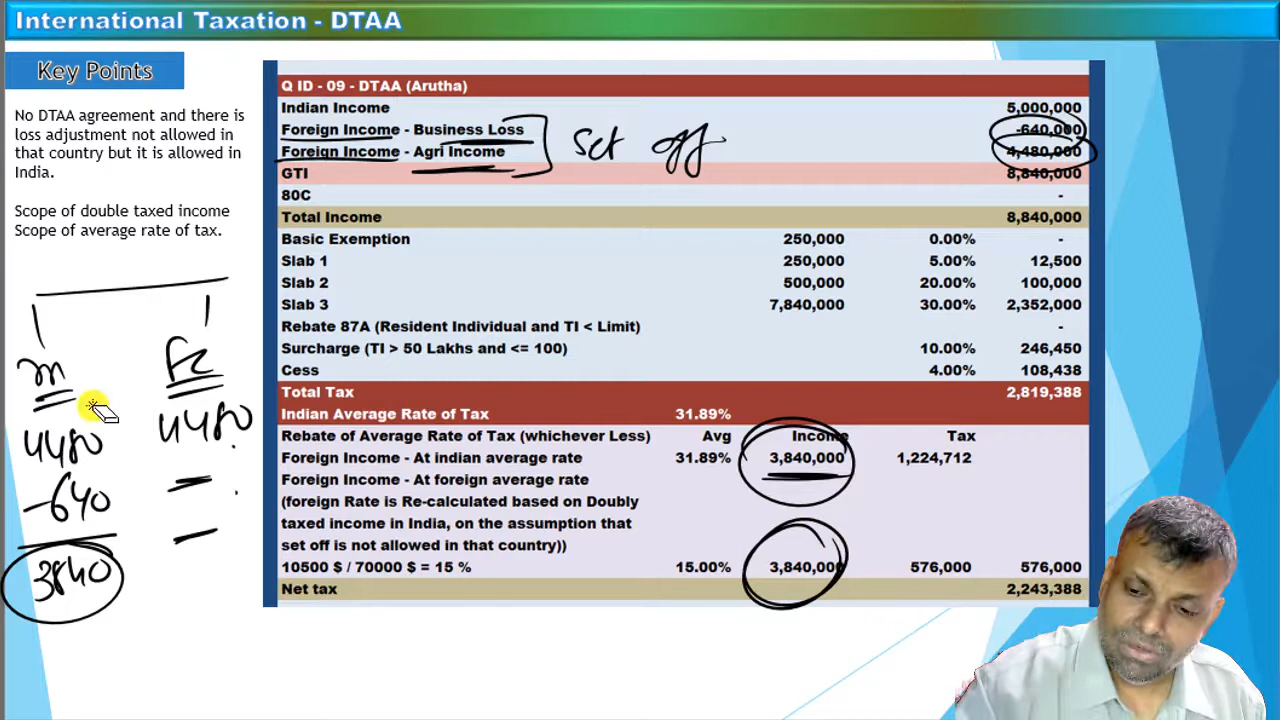 International Taxation - DTAA
Key Points
No DTAA agreement and there is
loss adjustment not allowed in
that country but it is allowed in
India.
Scope of double taxed income
Scope of average rate of tax.
Q ID - 09 - DTAA (Arutha)
Indian Income 5,000,000
Foreign Income - Business Loss -640,000
Foreign Income - Agri Income 4,480,000
Set off
GTI 8,840,000
80C -
Total Income 8,840,000
Basic Exemption 250,000 0.00% -
Slab 1 250,000 5.00% 12,500
Slab 2 500,000 20.00% 100,000
Slab 3 7,840,000 30.00% 2,352,000
Rebate 87A (Resident Individual and TI < Limit) -
Surcharge (TI > 50 Lakhs and <= 100) 10.00% 246,450
Cess 4.00% 108,438
Total Tax 2,819,388
Indian Average Rate of Tax 31.89%
Rebate of Average Rate of Tax (whichever Less) Avg Income Tax
Foreign Income - At indian average rate 31.89% 3,840,000 1,224,712
Foreign Income - At foreign average rate
(foreign Rate is Re-calculated based on Doubly
taxed income in India, on the assumption that
set off is not allowed in that country))
10500 $ / 70000 $ = 15 % 15.00% 3,840,000 576,000 576,000
Net tax 2,243,388
4480 4480
-640
3840